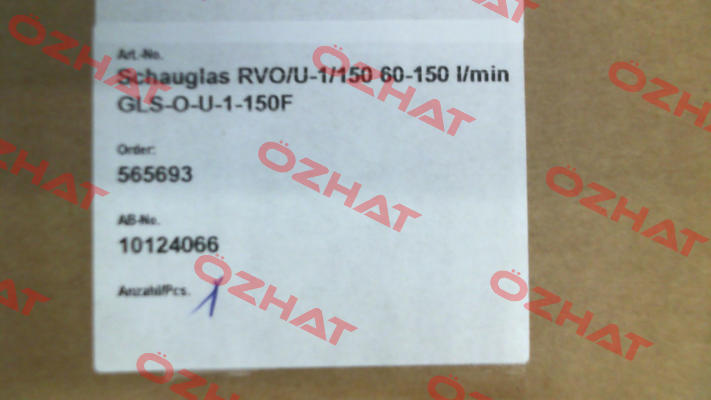 Art.-No.
Schauglas RVO/U-1/150 60-150 l/min
GLS-O-U-1-150F
Order:
565693
AB-No.
10124066
Anzahl/Pcs. 1
ÖZHAT
ÖZHAT
ÖZHAT
ÖZHAT
ÖZHAT
ÖZHAT
ÖZHAT
ÖZHAT
ÖZHAT
ÖZHAT